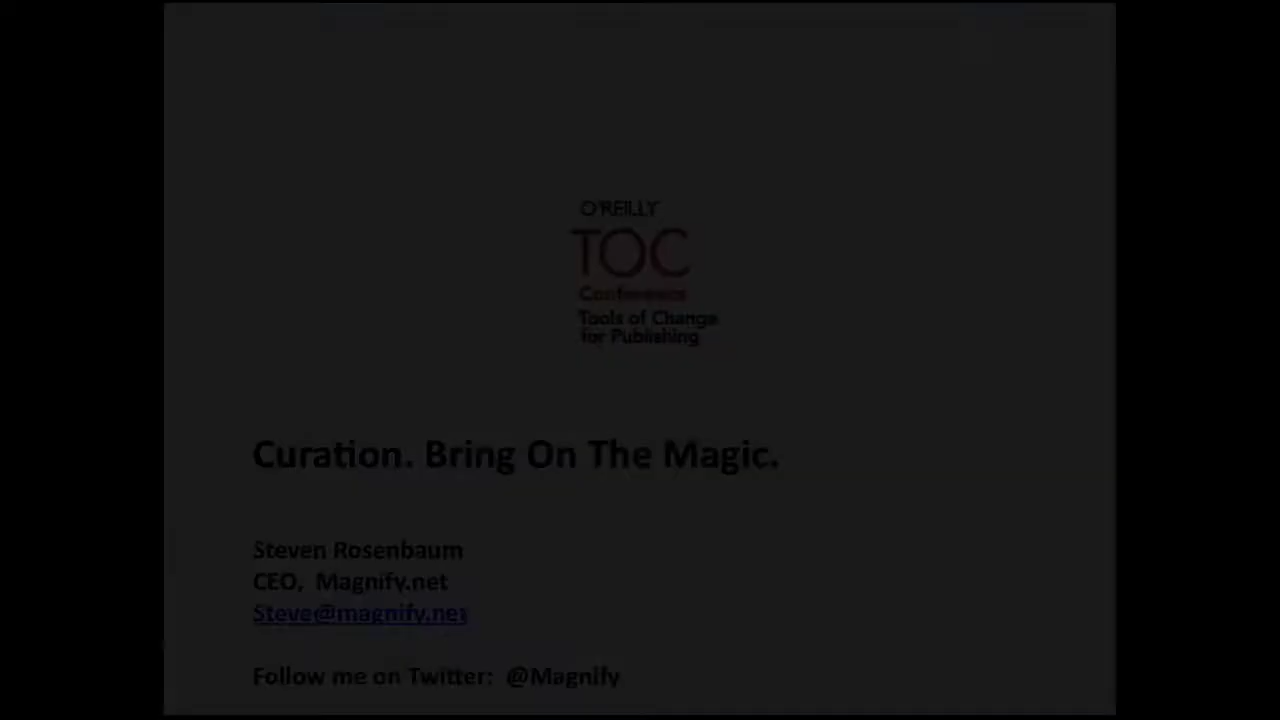 O'REILLY
TOC
Conference
Tools of Change
for Publishing
Curation. Bring On The Magic.
Steven Rosenbaum
CEO, Magnify.net
Steve@magnify.net
Follow me on Twitter: @Magnify